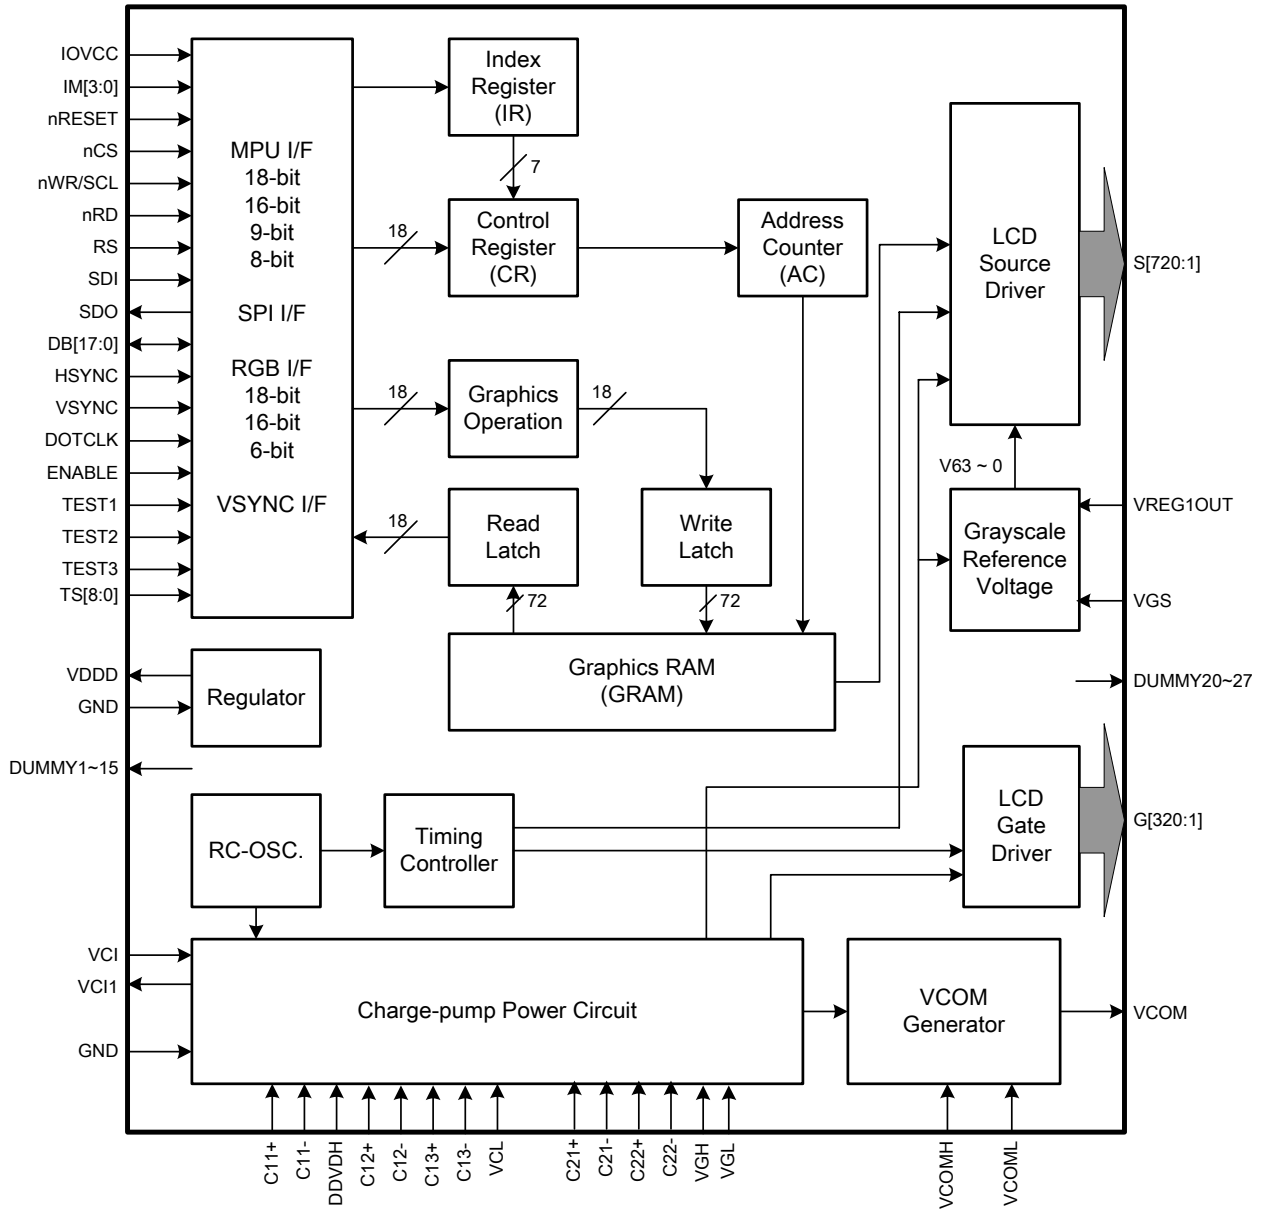 IOVCC
IM[3:0]
nRESET
nCS
nWR/SCL
nRD
RS
SDI
SDO
DB[17:0]
HSYNC
VSYNC
DOTCLK
ENABLE
TEST1
TEST2
TEST3
TS[8:0]
MPU I/F
18-bit
16-bit
9-bit
8-bit
SPI I/F
RGB I/F
18-bit
16-bit
6-bit
VSYNC I/F
Index
Register
(IR)
7
18
Control
Register
(CR)
Address
Counter
(AC)
18
Graphics
Operation
18
18
Read
Latch
Write
Latch
72
72
Graphics RAM
(GRAM)
LCD
Source
Driver
S[720:1]
V63 ~ 0
Grayscale
Reference
Voltage
VREG1OUT
VGS
DUMMY20~27
VDDD
GND
Regulator
DUMMY1~15
RC-OSC.
Timing
Controller
LCD
Gate
Driver
G[320:1]
VCI
VCI1
GND
Charge-pump Power Circuit
VCOM
Generator
VCOM
C11+
C11-
DDVDH
C12+
C12-
C13+
C13-
VCL
C21+
C21-
C22+
C22-
VGH
VGL
VCOMH
VCOML